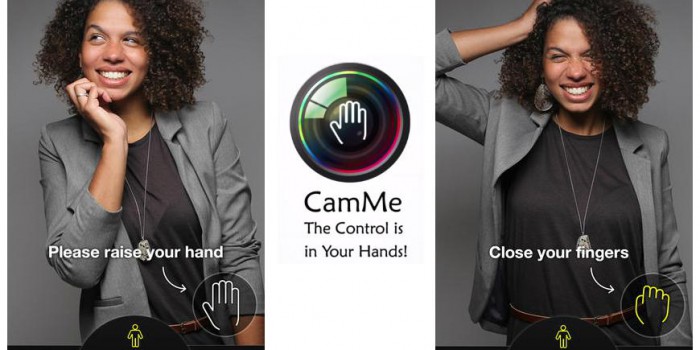 Please raise your hand
CamMe
The Control is
in Your Hands!
Close your fingers